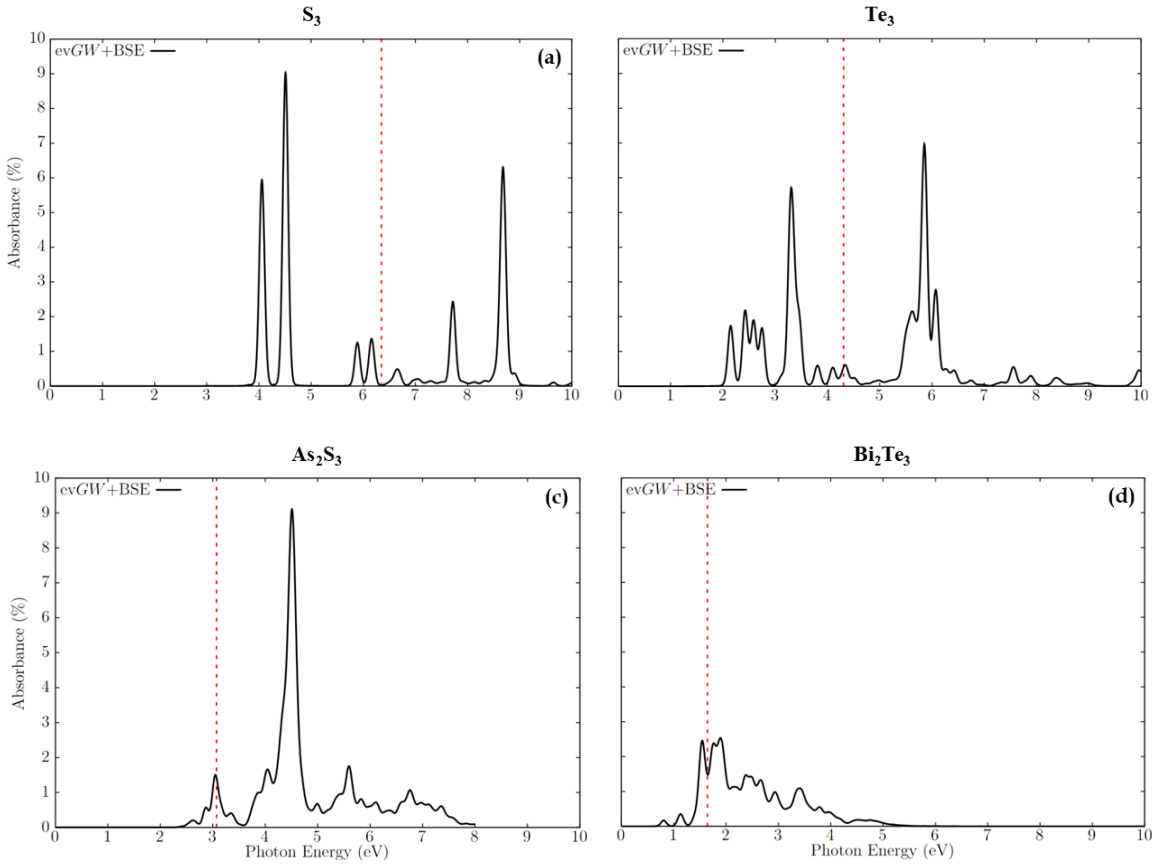 S₃
Te₃
evGW+BSE
(a)
evGW+BSE
Absorbance (%)
10
9
8
7
6
5
4
3
2
1
0
0 1 2 3 4 5 6 7 8 9 10
0 1 2 3 4 5 6 7 8 9 10
As₂S₃
Bi₂Te₃
evGW+BSE
(c)
evGW+BSE
(d)
Absorbance (%)
10
9
8
7
6
5
4
3
2
1
0
0 1 2 3 4 5 6 7 8 9 10
0 1 2 3 4 5 6 7 8 9 10
Photon Energy (eV)
Photon Energy (eV)